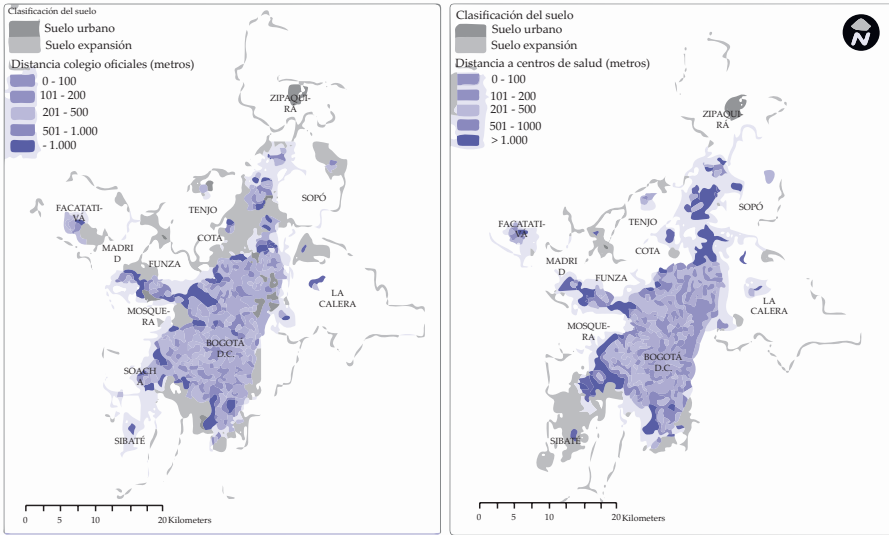 Clasificación del suelo
Suelo urbano
Suelo expansión
Distancia colegio oficiales (metros)
0 - 100
101 - 200
201 - 500
501 - 1.000
- 1.000
ZIPAQUI-
RÁ
SOPÓ
TENJO
FACATATI-
VÁ
COTA
MADRI
D
FUNZA
LA
CALERA
MOSQUE-
RA
BOGOTÁ
D.C.
SOACH
A
SIBATÉ
0 5 10 20 Kilometers
Clasificación del suelo
Suelo urbano
Suelo expansión
Distancia a centros de salud (metros)
0 - 100
101 - 200
201 - 500
501 - 1000
> 1.000
N
ZIPAQUI-
RÁ
SOPÓ
TENJO
FACATATI-
VÁ
COTA
MADRI
D
FUNZA
LA
CALERA
MOSQUE-
RA
BOGOTÁ
D.C.
SIBATÉ
0 5 10 20 Kilometers